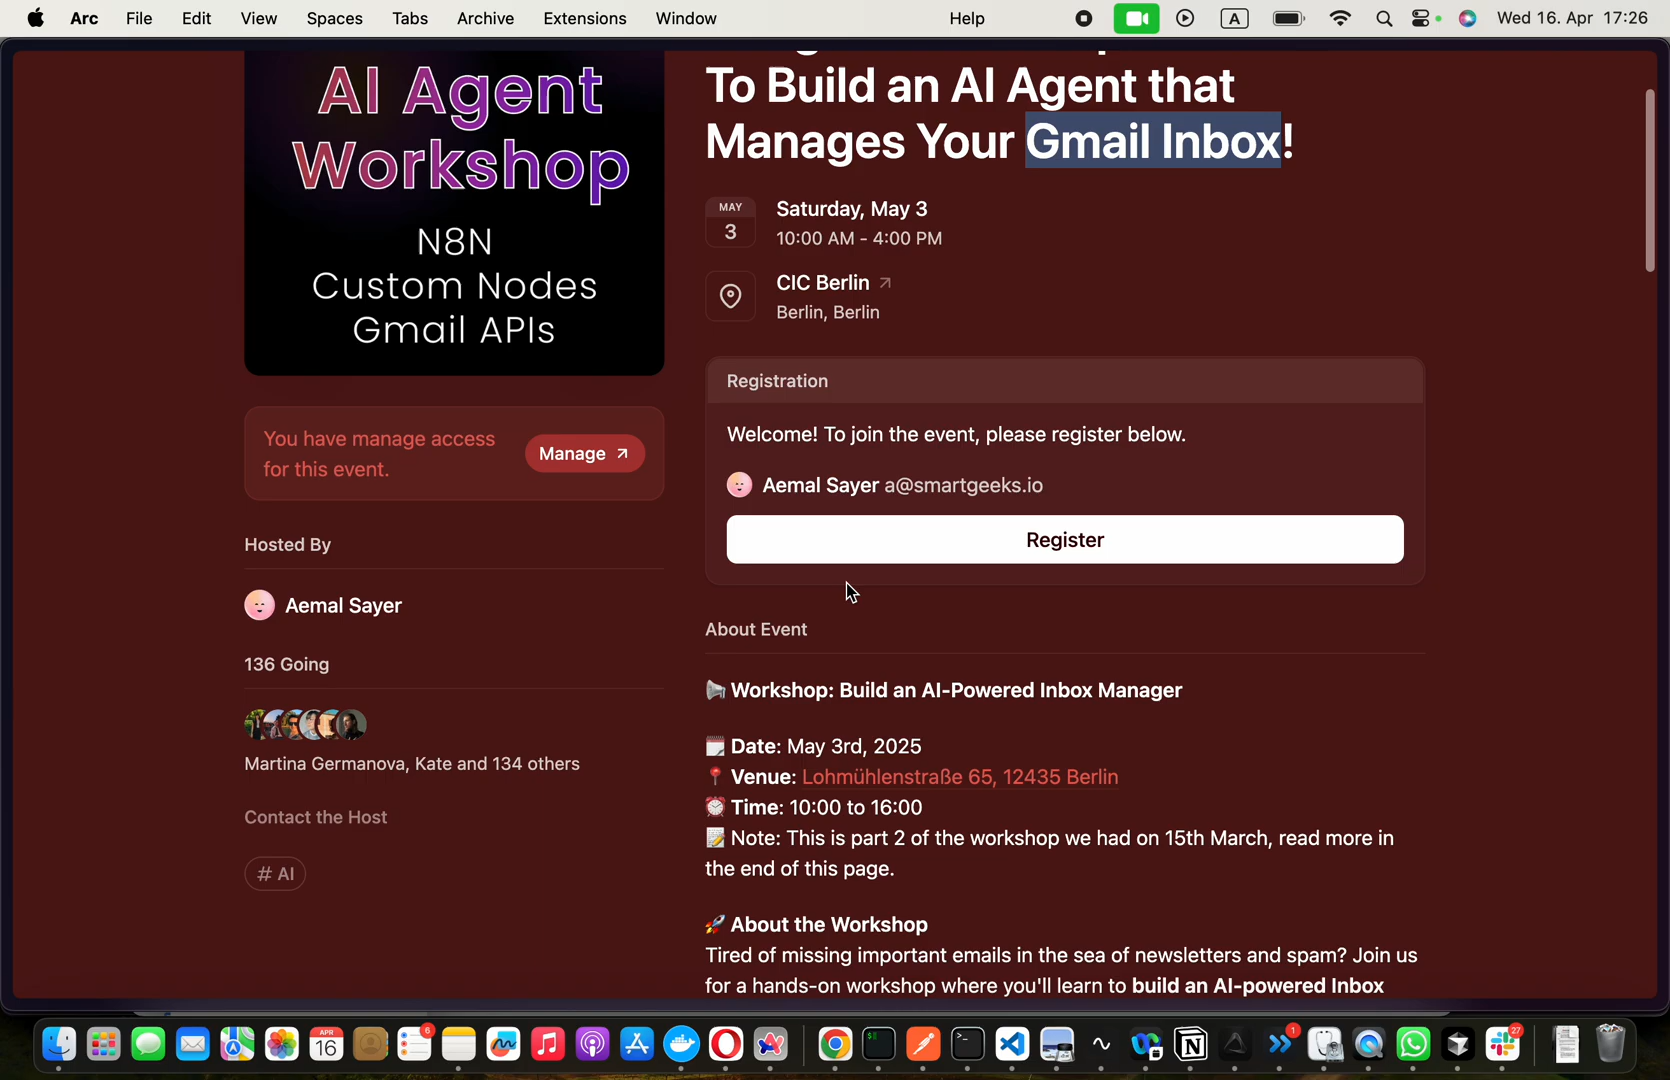 Arc File Edit View Spaces Tabs Archive Extensions Window Help A Wed 16. Apr 17:26
AI Agent
Workshop
N8N
Custom Nodes
Gmail APIs
You have manage access
for this event.
Manage ↗
Hosted By
Aemal Sayer
136 Going
Martina Germanova, Kate and 134 others
Contact the Host
# AI
To Build an AI Agent that
Manages Your Gmail Inbox!
MAY
3
Saturday, May 3
10:00 AM - 4:00 PM
CIC Berlin ↗
Berlin, Berlin
Registration
Welcome! To join the event, please register below.
Aemal Sayer a@smartgeeks.io
Register
About Event
📢 Workshop: Build an AI-Powered Inbox Manager
🗓️ Date: May 3rd, 2025
📍 Venue: Lohmühlenstraße 65, 12435 Berlin
⏰ Time: 10:00 to 16:00
📝 Note: This is part 2 of the workshop we had on 15th March, read more in
the end of this page.
🚀 About the Workshop
Tired of missing important emails in the sea of newsletters and spam? Join us
for a hands-on workshop where you'll learn to build an AI-powered Inbox
APR
16
6
1
27